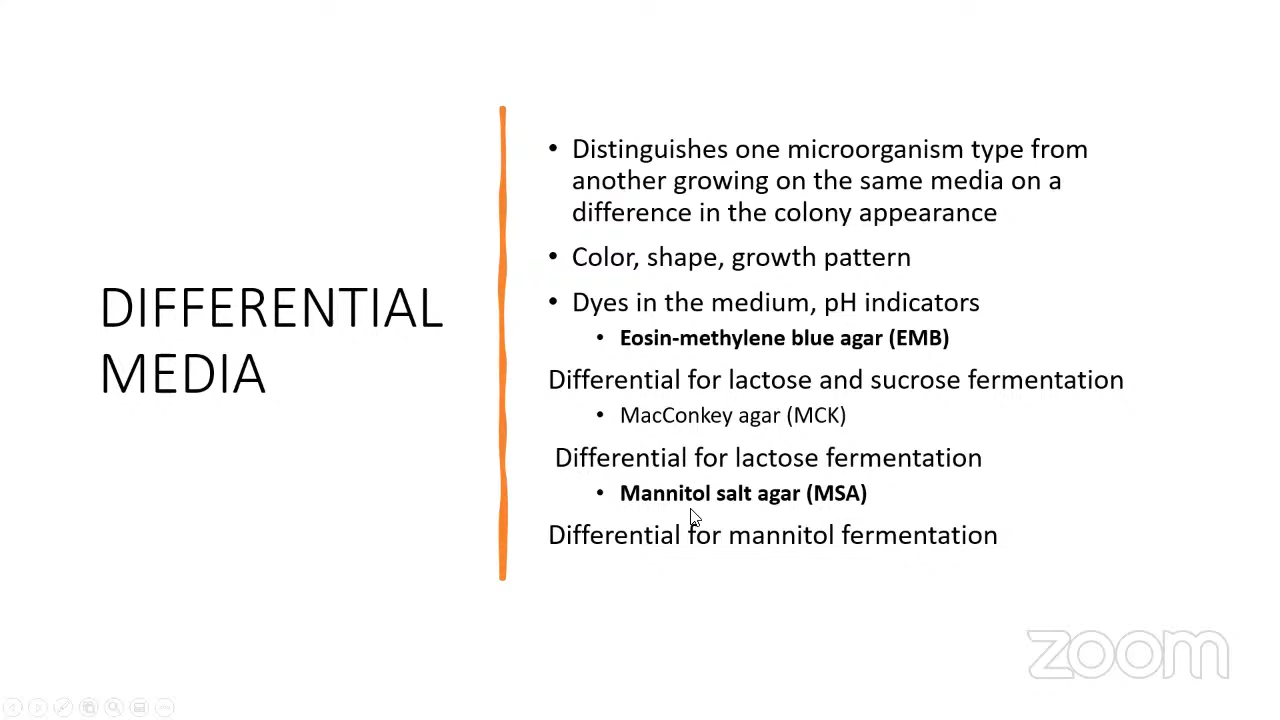 DIFFERENTIAL
MEDIA
• Distinguishes one microorganism type from
another growing on the same media on a
difference in the colony appearance
• Color, shape, growth pattern
• Dyes in the medium, pH indicators
• Eosin-methylene blue agar (EMB)
Differential for lactose and sucrose fermentation
• MacConkey agar (MCK)
Differential for lactose fermentation
• Mannitol salt agar (MSA)
Differential for mannitol fermentation
zoom